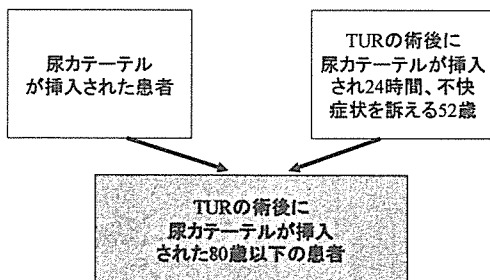 尿カテーテル
が挿入された患者
TURの術後に
尿カテーテルが挿入
され24時間、不快
症状を訴える52歳
TURの術後に
尿カテーテルが挿入
された80歳以下の患者